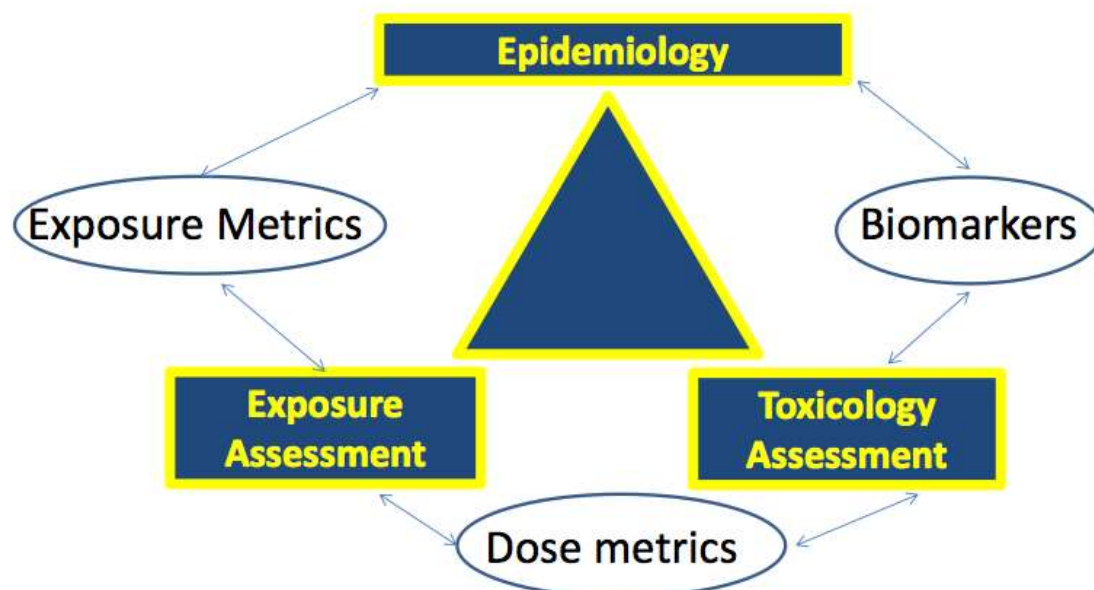 Epidemiology
Exposure Metrics
Biomarkers
Exposure
Assessment
Toxicology
Assessment
Dose metrics